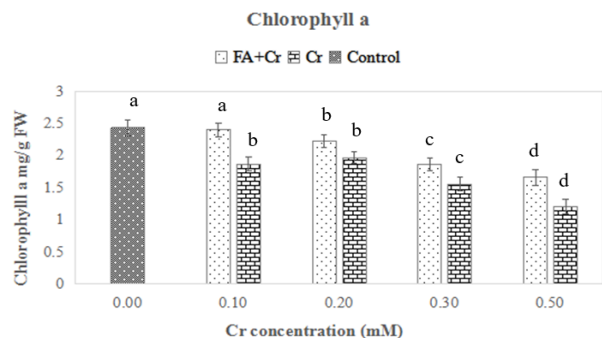 Chlorophyll a
FA+Cr Cr Control
Chlorophylll a mg/g FW
3
2.5
2
1.5
1
0.5
0
a
a
b
b
b
c
c
d
d
0.00 0.10 0.20 0.30 0.50
Cr concentration (mM)